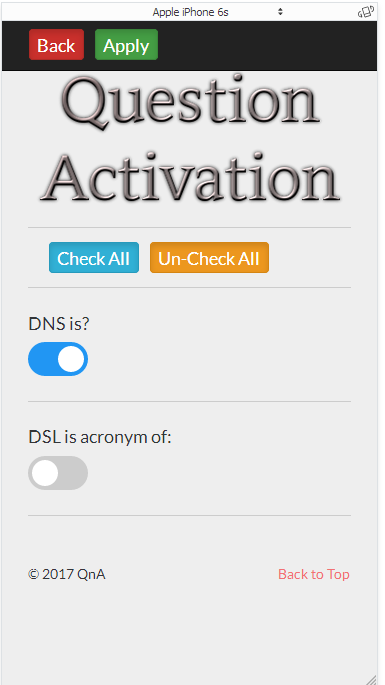 Apple iPhone 6s
Back Apply
Question
Activation
Check All Un-Check All
DNS is?
DSL is acronym of:
© 2017 QnA Back to Top